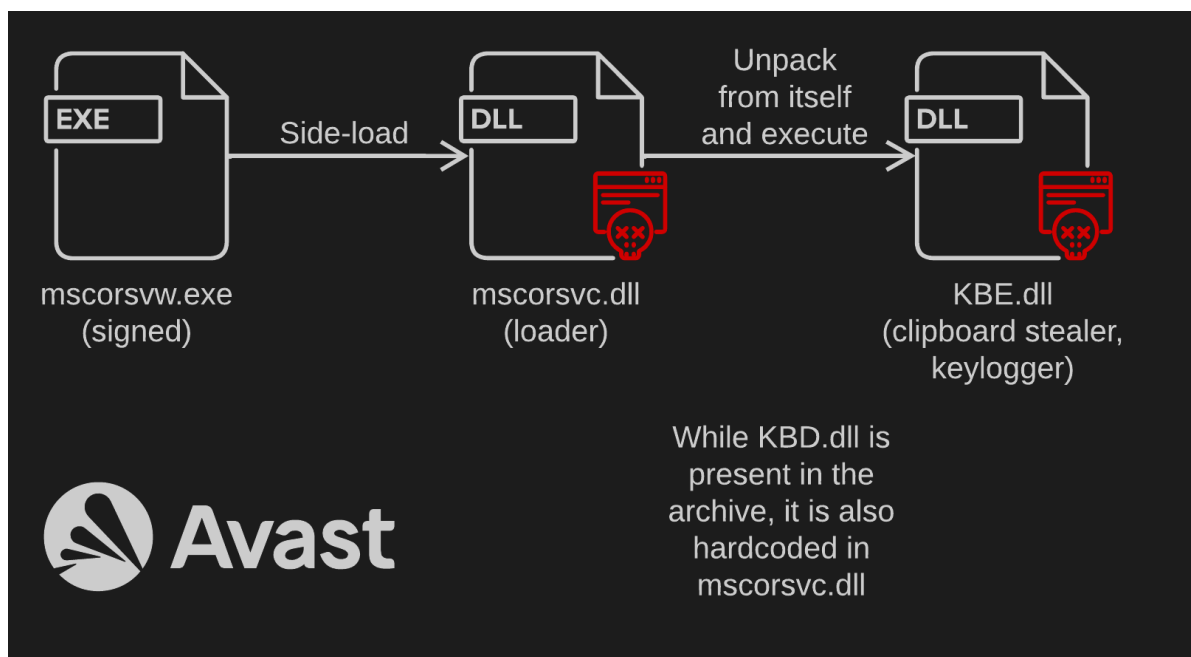 EXE
Side-load
DLL
Unpack
from itself
and execute
DLL
mscorsvw.exe
(signed)
mscorsvc.dll
(loader)
KBE.dll
(clipboard stealer,
keylogger)
While KBD.dll is
present in the
archive, it is also
hardcoded in
mscorsvc.dll
Avast